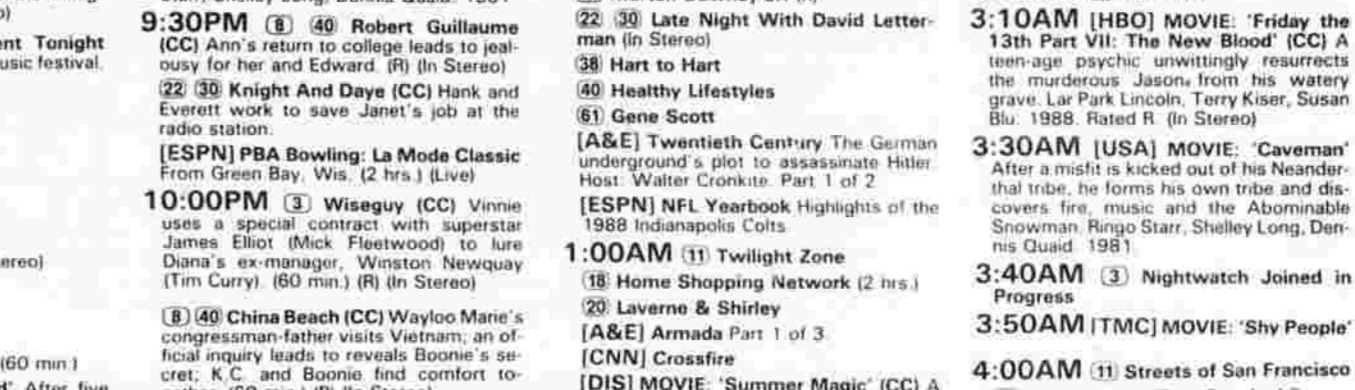 ent Tonight
usic festival.
ereo)
(60 min.)
After five
9:30PM (8) (40) Robert Guillaume
(CC) Ann's return to college leads to jeal-
ousy for her and Edward. (R) (In Stereo)
(22) (30) Knight And Daye (CC) Hank and
Everett work to save Janet's job at the
radio station.
[ESPN] PBA Bowling: La Mode Classic
From Green Bay, Wis. (2 hrs.) (Live)
10:00PM (3) Wiseguy (CC) Vinnie
uses a special contract with superstar
James Elliot (Mick Fleetwood) to lure
Diana's ex-manager, Winston Newquay
(Tim Curry). (60 min.) (R) (In Stereo)
(8) (40) China Beach (CC) Wayloo Marie's
congressman-father visits Vietnam; an of-
ficial inquiry leads to reveals Boonie's se-
cret; K.C. and Boonie find comfort to-
(22) (30) Late Night With David Letter-
man (In Stereo)
(38) Hart to Hart
(40) Healthy Lifestyles
(61) Gene Scott
[A&E] Twentieth Century The German
underground's plot to assassinate Hitler.
Host: Walter Cronkite. Part 1 of 2
[ESPN] NFL Yearbook Highlights of the
1988 Indianapolis Colts.
1:00AM (11) Twilight Zone
(18) Home Shopping Network (2 hrs.)
(20) Laverne & Shirley
[A&E] Armada Part 1 of 3.
[CNN] Crossfire
[DIS] MOVIE: 'Summer Magic' (CC) A
3:10AM [HBO] MOVIE: 'Friday the
13th Part VII: The New Blood' (CC) A
teen-age psychic unwittingly resurrects
the murderous Jason, from his watery
grave. Lar Park Lincoln, Terry Kiser, Susan
Blu. 1988. Rated R. (In Stereo)
3:30AM [USA] MOVIE: 'Caveman'
After a misfit is kicked out of his Neander-
thal tribe, he forms his own tribe and dis-
covers fire, music and the Abominable
Snowman. Ringo Starr, Shelley Long, Den-
nis Quaid. 1981.
3:40AM (3) Nightwatch Joined in
Progress
3:50AM [TMC] MOVIE: 'Shy People'
4:00AM (11) Streets of San Francisco